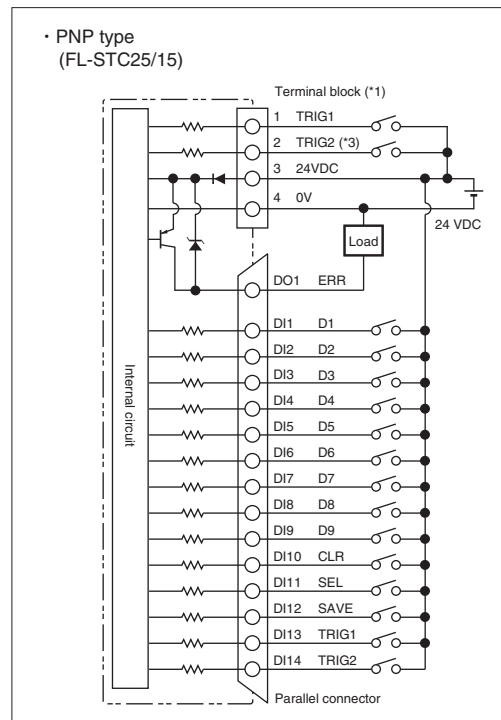 ・PNP type
(FL-STC25/15)
Terminal block (*1)
1 TRIG1
2 TRIG2 (*3)
3 24VDC
4 0V
24 VDC
Load
DO1 ERR
DI1 D1
DI2 D2
DI3 D3
DI4 D4
DI5 D5
DI6 D6
DI7 D7
DI8 D8
DI9 D9
DI10 CLR
DI11 SEL
DI12 SAVE
DI13 TRIG1
DI14 TRIG2
Internal circuit
Parallel connector